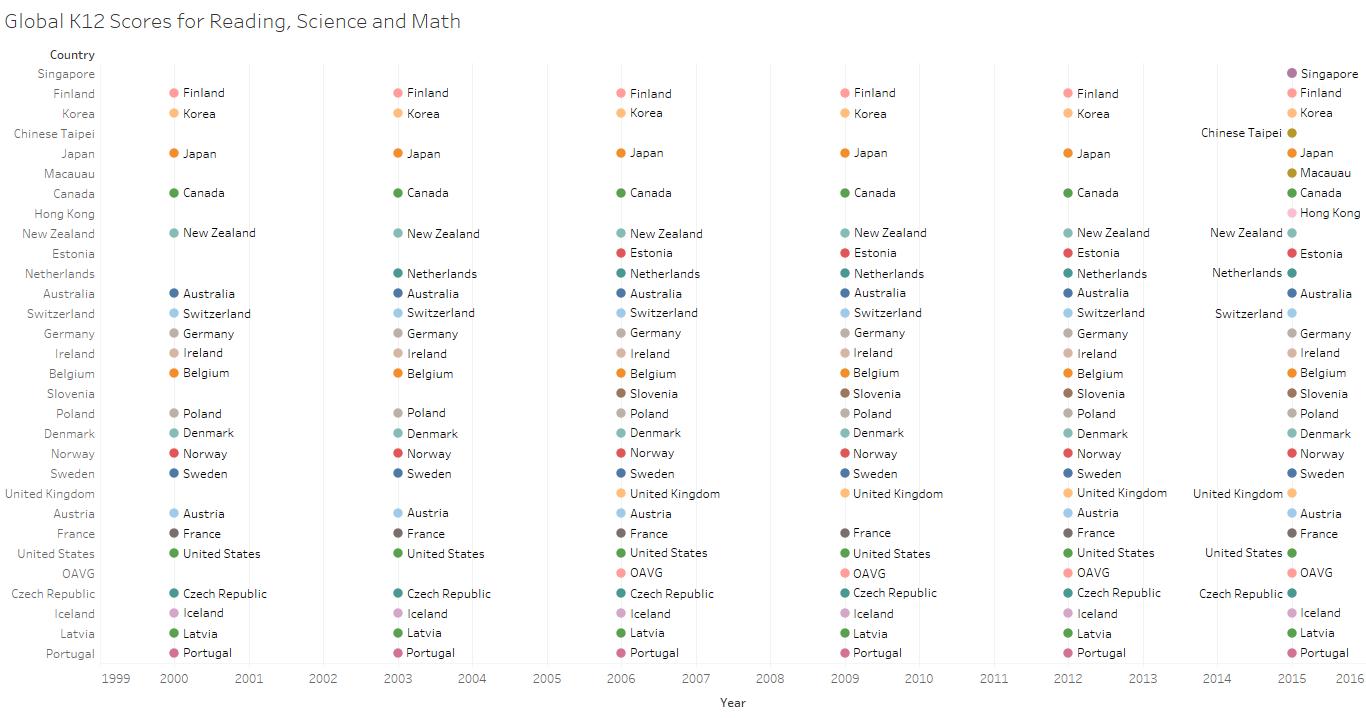 Global K12 Scores for Reading, Science and Math
Country
Singapore Singapore
Finland Finland Finland Finland Finland Finland Finland
Korea Korea Korea Korea Korea Korea Korea
Chinese Taipei Chinese Taipei
Japan Japan Japan Japan Japan Japan Japan
Macauau Macauau
Canada Canada Canada Canada Canada Canada Canada
Hong Kong Hong Kong
New Zealand New Zealand New Zealand New Zealand New Zealand New Zealand New Zealand
Estonia Estonia Estonia Estonia Estonia
Netherlands Netherlands Netherlands Netherlands Netherlands Netherlands
Australia Australia Australia Australia Australia Australia Australia
Switzerland Switzerland Switzerland Switzerland Switzerland Switzerland Switzerland
Germany Germany Germany Germany Germany Germany Germany
Ireland Ireland Ireland Ireland Ireland Ireland Ireland
Belgium Belgium Belgium Belgium Belgium Belgium Belgium
Slovenia Slovenia Slovenia Slovenia Slovenia
Poland Poland Poland Poland Poland Poland Poland
Denmark Denmark Denmark Denmark Denmark Denmark Denmark
Norway Norway Norway Norway Norway Norway Norway
Sweden Sweden Sweden Sweden Sweden Sweden Sweden
United Kingdom United Kingdom United Kingdom United Kingdom United Kingdom
Austria Austria Austria Austria Austria Austria
France France France France France France
United States United States United States United States United States United States United States
OAVG OAVG OAVG OAVG OAVG
Czech Republic Czech Republic Czech Republic Czech Republic Czech Republic Czech Republic Czech Republic
Iceland Iceland Iceland Iceland Iceland Iceland Iceland
Latvia Latvia Latvia Latvia Latvia Latvia Latvia
Portugal Portugal Portugal Portugal Portugal Portugal Portugal
1999 2000 2001 2002 2003 2004 2005 2006 2007 2008 2009 2010 2011 2012 2013 2014 2015 2016
Year